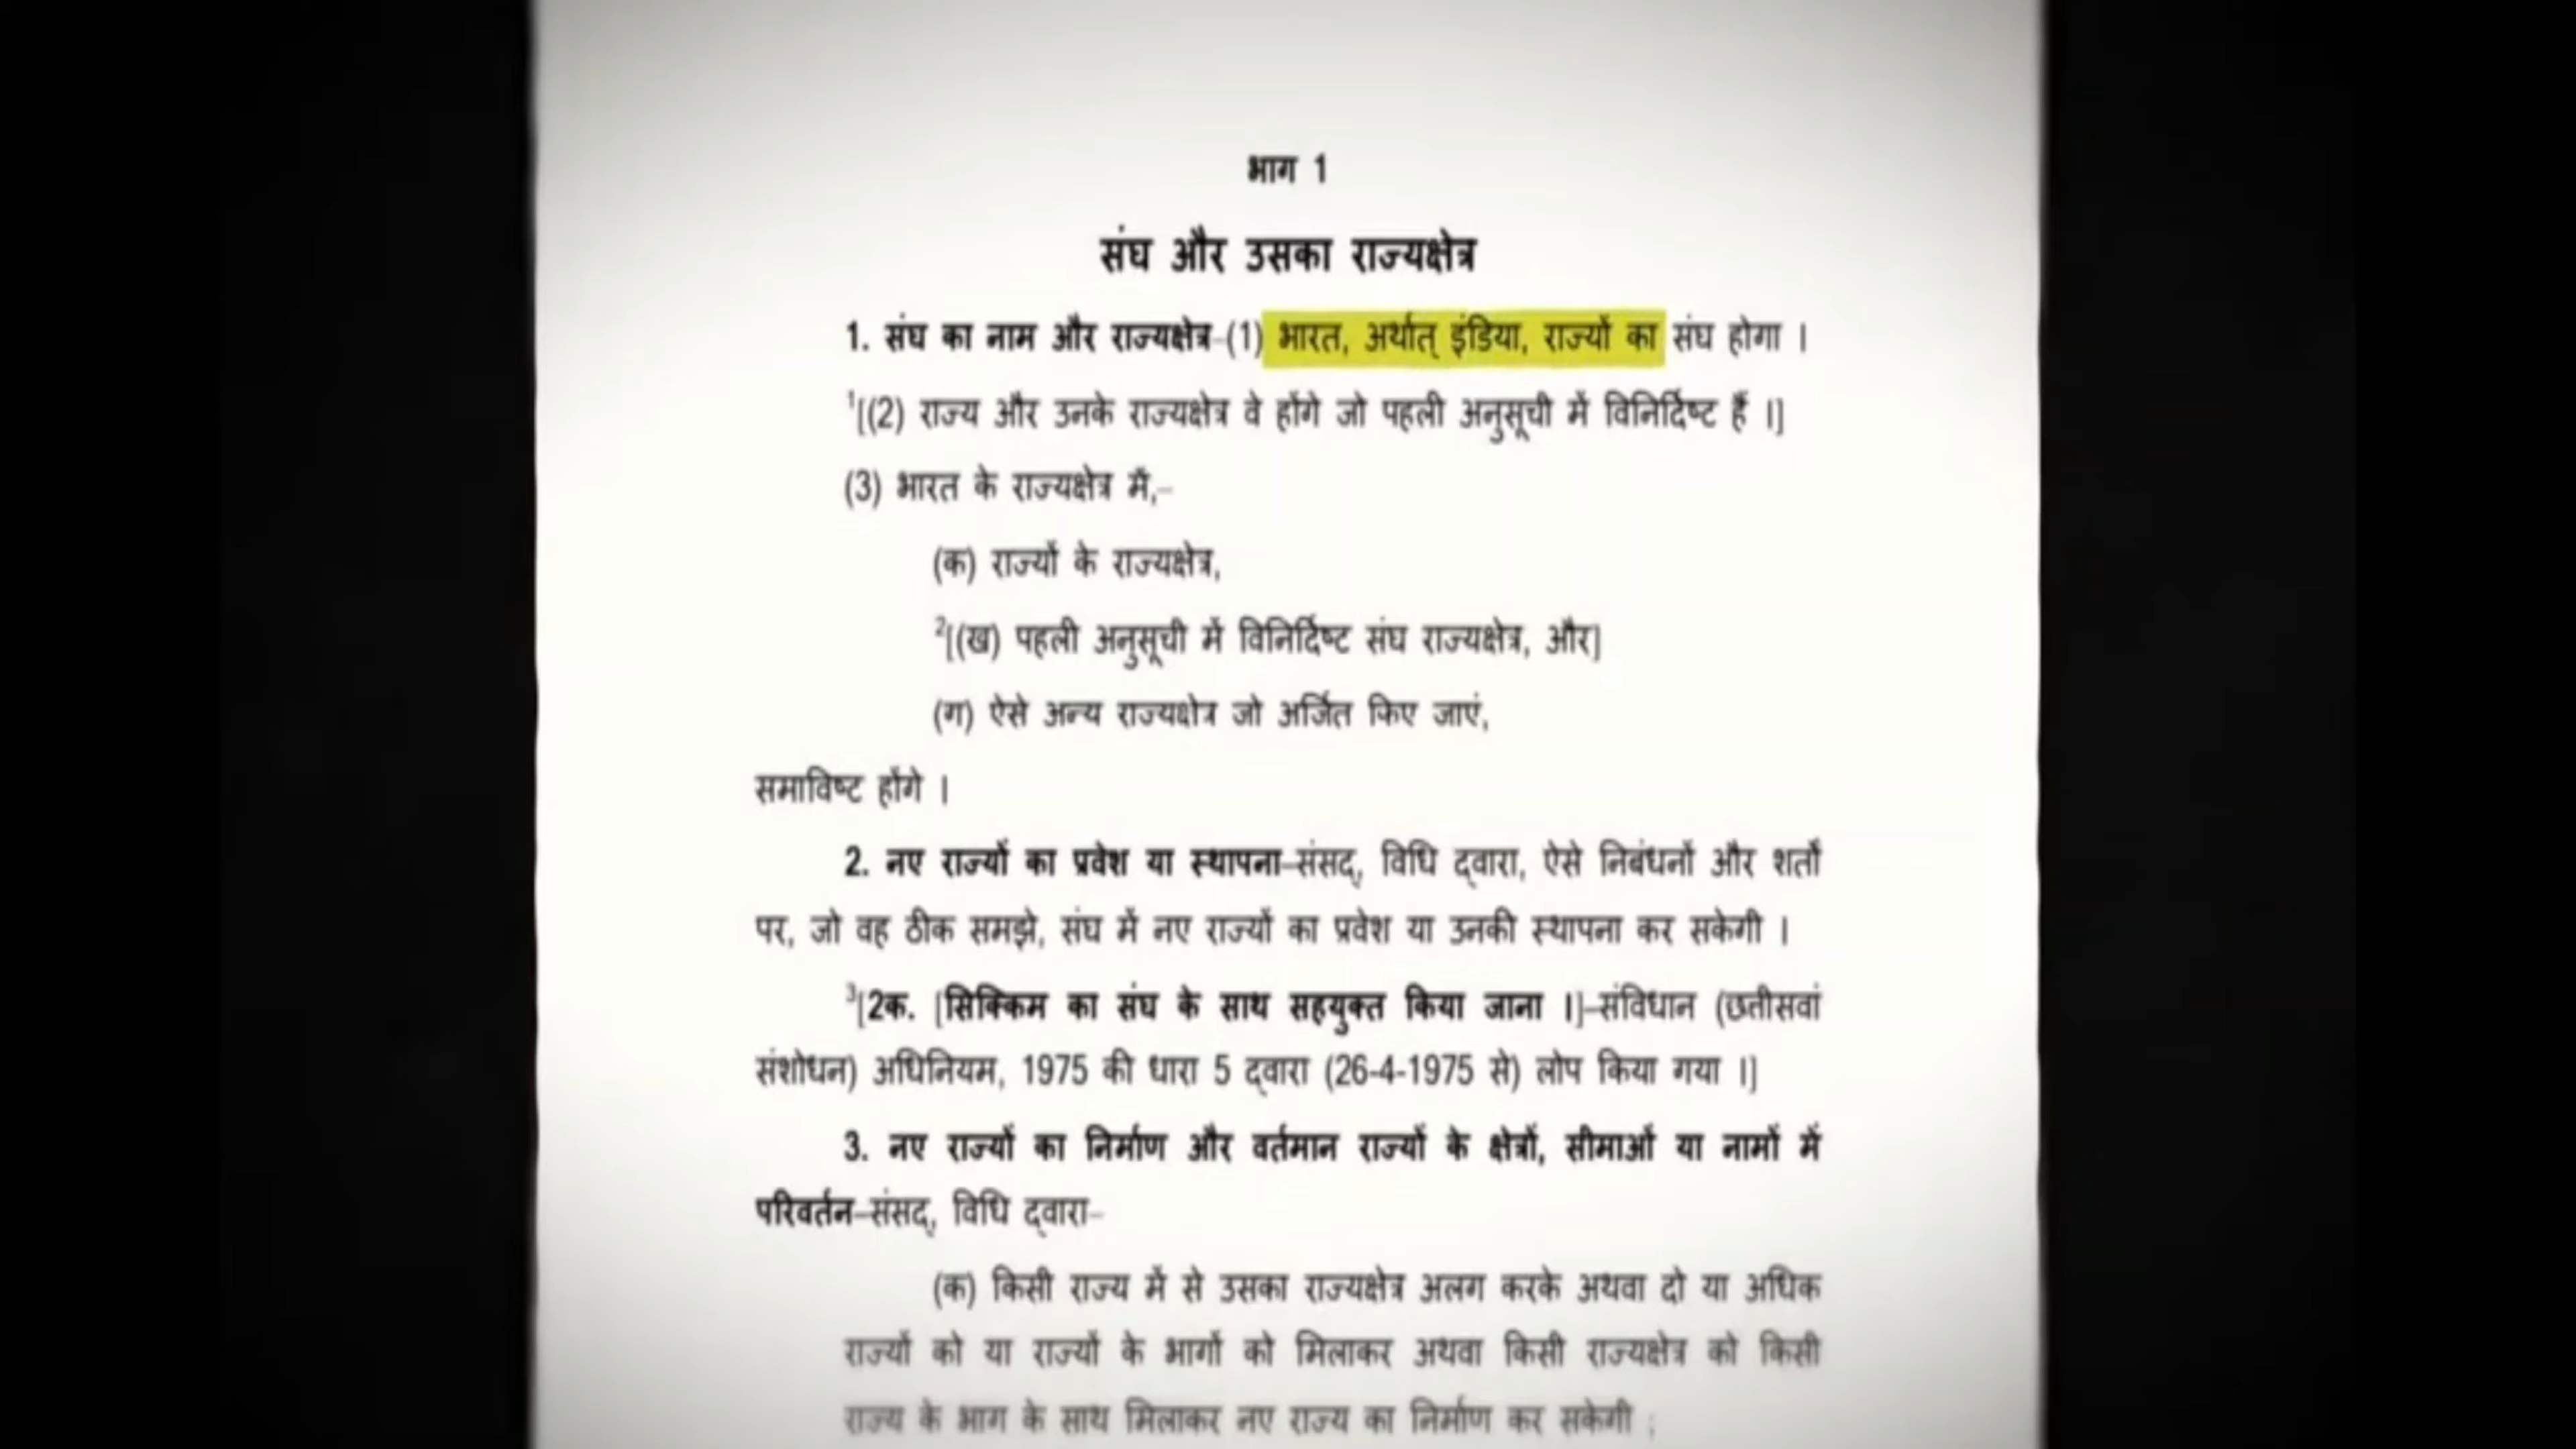 भाग 1
संघ और उसका राज्यक्षेत्र
1. संघ का नाम और राज्यक्षेत्र–(1) भारत, अर्थात् इंडिया, राज्यों का संघ होगा ।
¹[(2) राज्य और उनके राज्यक्षेत्र वे होंगे जो पहली अनुसूची में विनिर्दिष्ट हैं ।]
(3) भारत के राज्यक्षेत्र में,–
(क) राज्यों के राज्यक्षेत्र,
²[(ख) पहली अनुसूची में विनिर्दिष्ट संघ राज्यक्षेत्र, और]
(ग) ऐसे अन्य राज्यक्षेत्र जो अर्जित किए जाएं,
समाविष्ट होंगे ।
2. नए राज्यों का प्रवेश या स्थापना–संसद्, विधि द्वारा, ऐसे निबंधनों और शर्तों
पर, जो वह ठीक समझे, संघ में नए राज्यों का प्रवेश या उनकी स्थापना कर सकेगी ।
³[2क. [सिक्किम का संघ के साथ सहयुक्त किया जाना ।]–संविधान (छत्तीसवां
संशोधन) अधिनियम, 1975 की धारा 5 द्वारा (26-4-1975 से) लोप किया गया ।]
3. नए राज्यों का निर्माण और वर्तमान राज्यों के क्षेत्रों, सीमाओं या नामों में
परिवर्तन–संसद्, विधि द्वारा–
(क) किसी राज्य में से उसका राज्यक्षेत्र अलग करके अथवा दो या अधिक
राज्यों को या राज्यों के भागों को मिलाकर अथवा किसी राज्यक्षेत्र को किसी
राज्य के भाग के साथ मिलाकर नए राज्य का निर्माण कर सकेगी ;